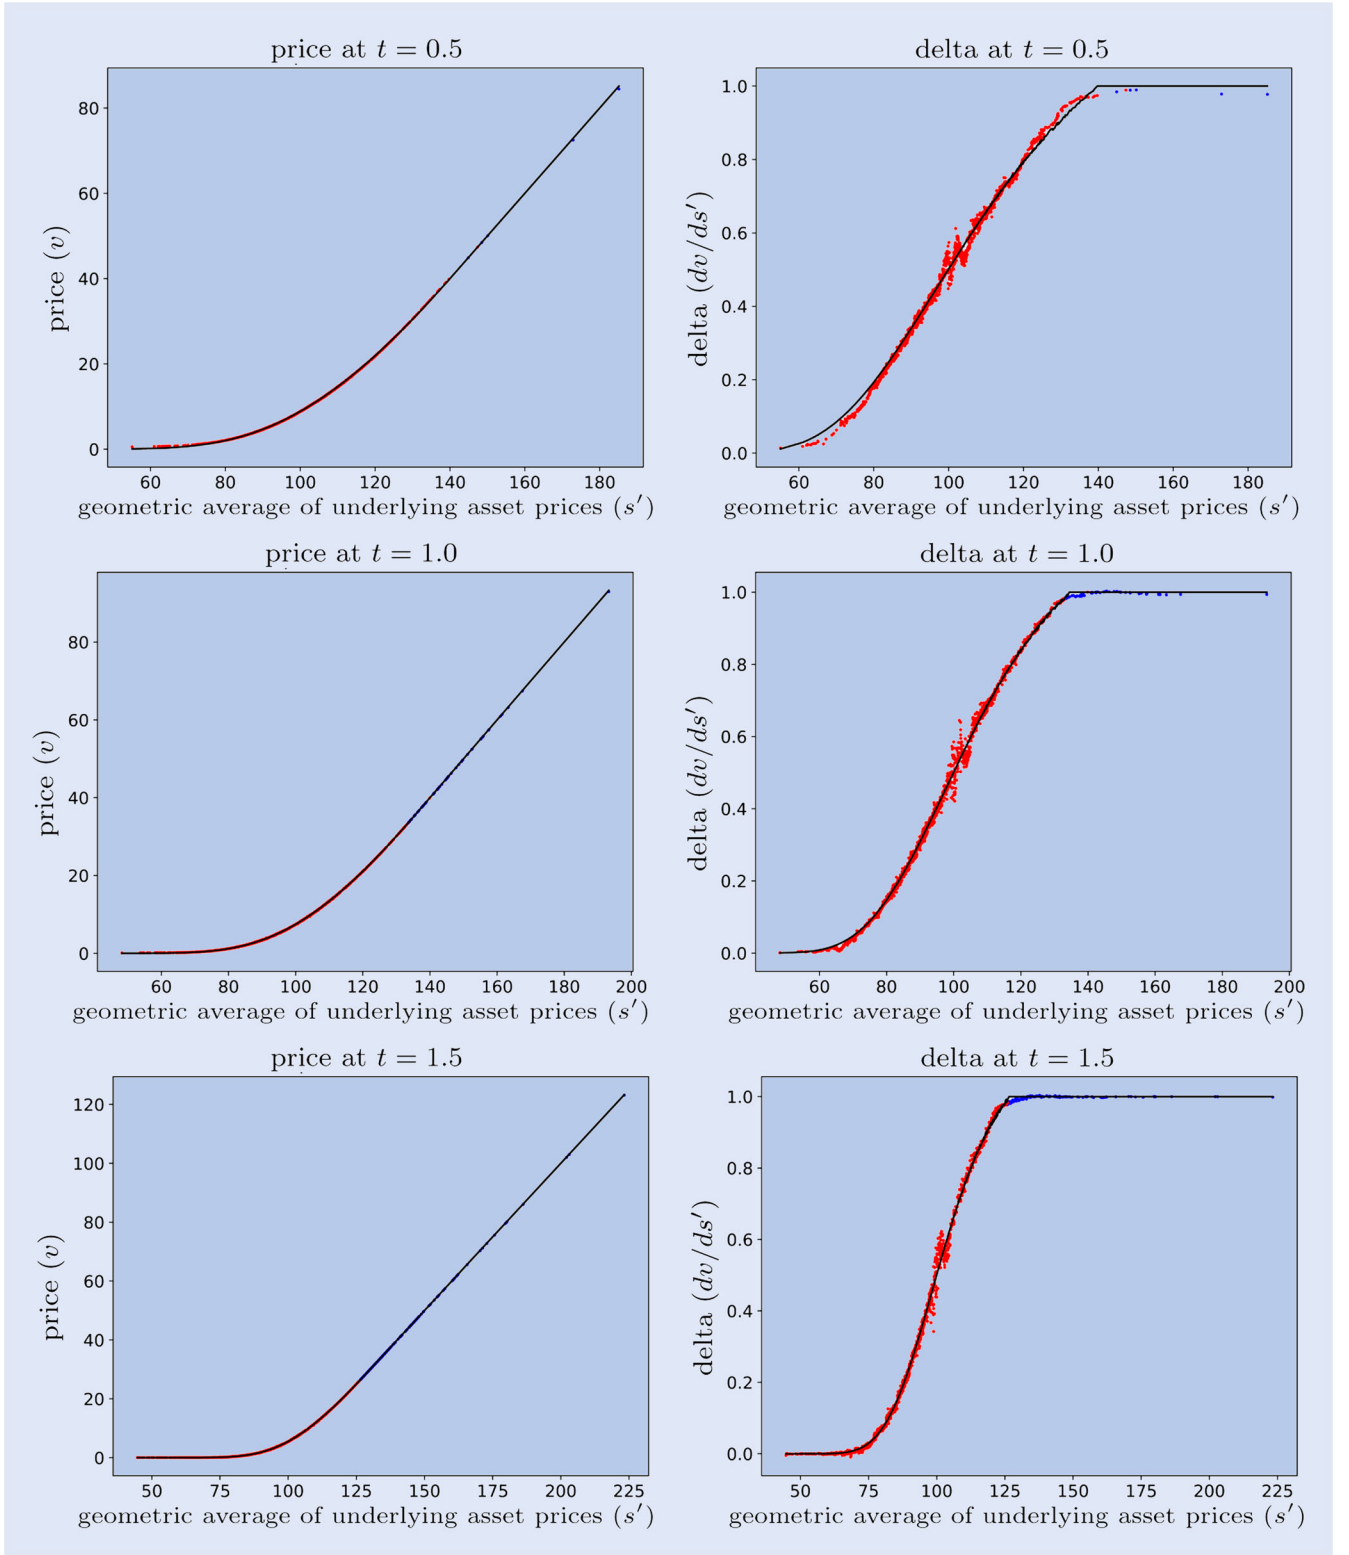 price at t = 0.5
80
60
40
20
0
price (v)
60 80 100 120 140 160 180
geometric average of underlying asset prices (s′)
delta at t = 0.5
1.0
0.8
0.6
0.4
0.2
0.0
delta (dv/ds′)
60 80 100 120 140 160 180
geometric average of underlying asset prices (s′)
price at t = 1.0
80
60
40
20
0
price (v)
60 80 100 120 140 160 180 200
geometric average of underlying asset prices (s′)
delta at t = 1.0
1.0
0.8
0.6
0.4
0.2
0.0
delta (dv/ds′)
60 80 100 120 140 160 180 200
geometric average of underlying asset prices (s′)
price at t = 1.5
120
100
80
60
40
20
0
price (v)
50 75 100 125 150 175 200 225
geometric average of underlying asset prices (s′)
delta at t = 1.5
1.0
0.8
0.6
0.4
0.2
0.0
delta (dv/ds′)
50 75 100 125 150 175 200 225
geometric average of underlying asset prices (s′)